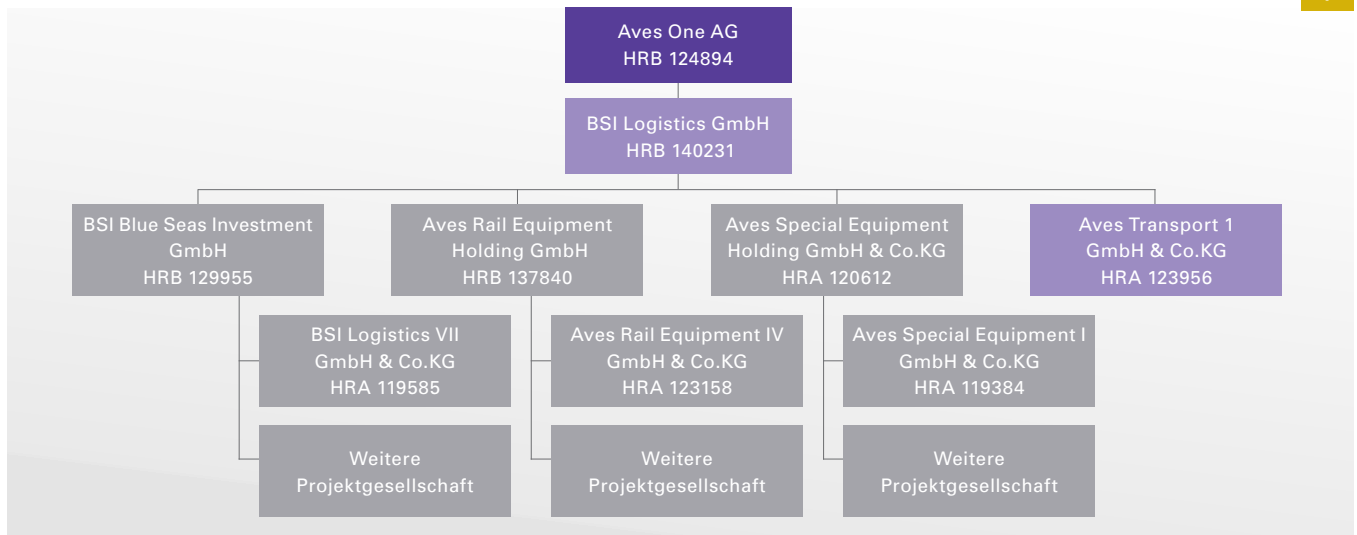 Aves One AG
HRB 124894
BSI Logistics GmbH
HRB 140231
BSI Blue Seas Investment
GmbH
HRB 129955
Aves Rail Equipment
Holding GmbH
HRB 137840
Aves Special Equipment
Holding GmbH & Co.KG
HRA 120612
Aves Transport 1
GmbH & Co.KG
HRA 123956
BSI Logistics VII
GmbH & Co.KG
HRA 119585
Aves Rail Equipment IV
GmbH & Co.KG
HRA 123158
Aves Special Equipment I
GmbH & Co.KG
HRA 119384
Weitere
Projektgesellschaft
Weitere
Projektgesellschaft
Weitere
Projektgesellschaft